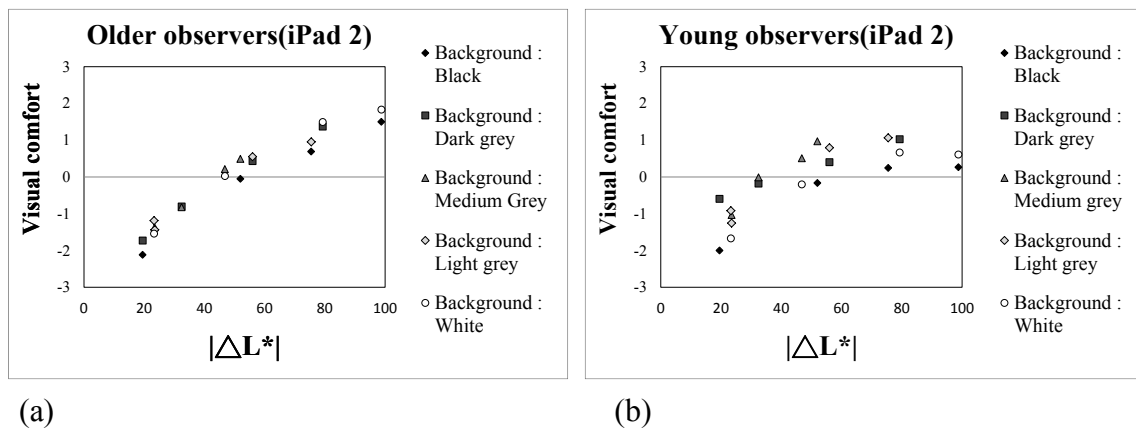 Older observers(iPad 2)
Visual comfort
3
2
1
0
-1
-2
-3
0 20 40 60 80 100
|△L*|
Background :
Black
Background :
Dark grey
Background :
Medium Grey
Background :
Light grey
Background :
White
(a)
Young observers(iPad 2)
Visual comfort
3
2
1
0
-1
-2
-3
0 20 40 60 80 100
|△L*|
Background :
Black
Background :
Dark grey
Background :
Medium grey
Background :
Light grey
Background :
White
(b)